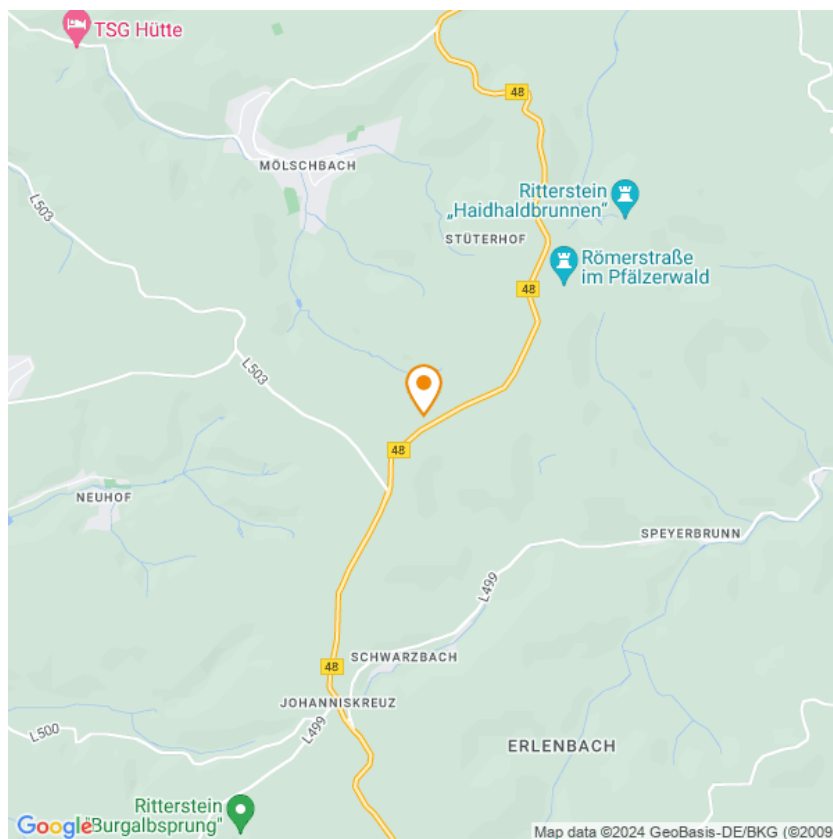 TSG Hütte
48
MÖLSCHBACH
L503
Ritterstein
„Haidhaldbrunnen“
STÜTERHOF
Römerstraße
im Pfälzerwald
48
L503
48
NEUHOF
SPEYERBRUNN
L499
SCHWARZBACH
48
JOHANNISKREUZ
L500
L499
ERLENBACH
Ritterstein
"Burgalbsprung"
Google
Map data ©2024 GeoBasis-DE/BKG (©2009